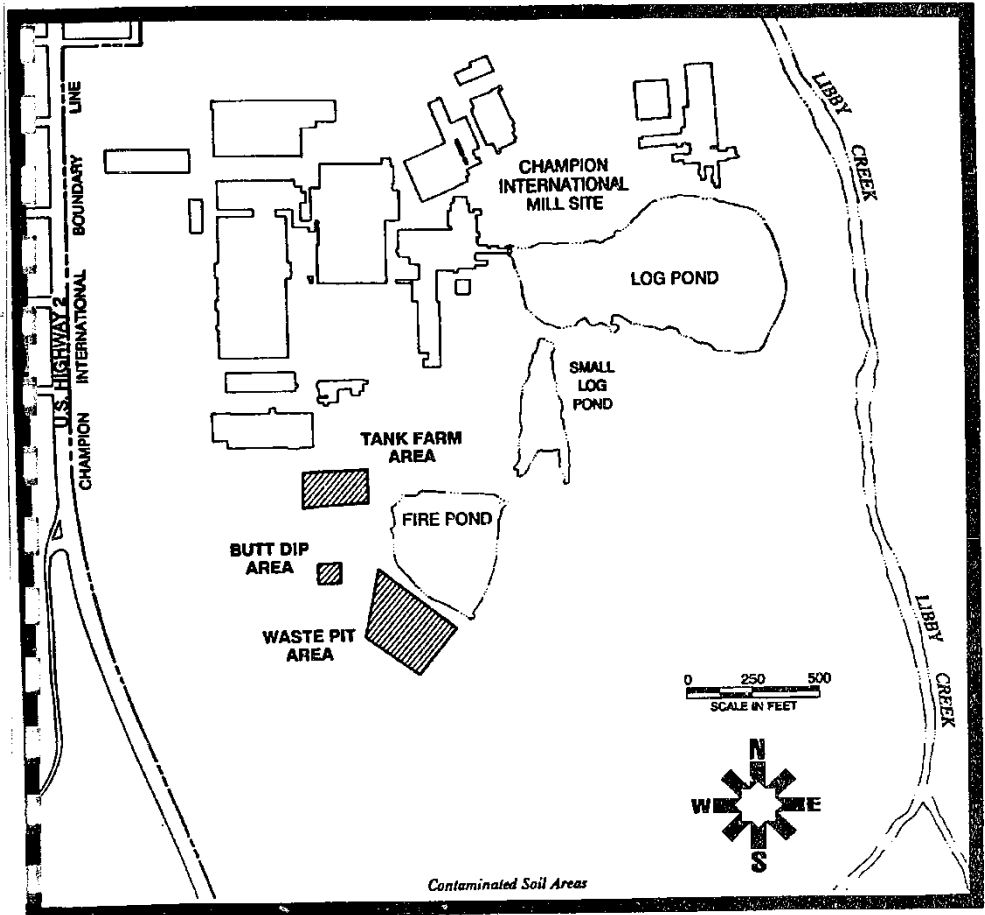 CHAMPION INTERNATIONAL BOUNDARY LINE
U.S. HIGHWAY 2
LIBBY
CREEK
CHAMPION
INTERNATIONAL
MILL SITE
LOG POND
SMALL
LOG
POND
TANK FARM
AREA
FIRE POND
BUTT DIP
AREA
WASTE PIT
AREA
LIBBY
CREEK
0 250 500
SCALE IN FEET
N
W E
S
Contaminated Soil Areas